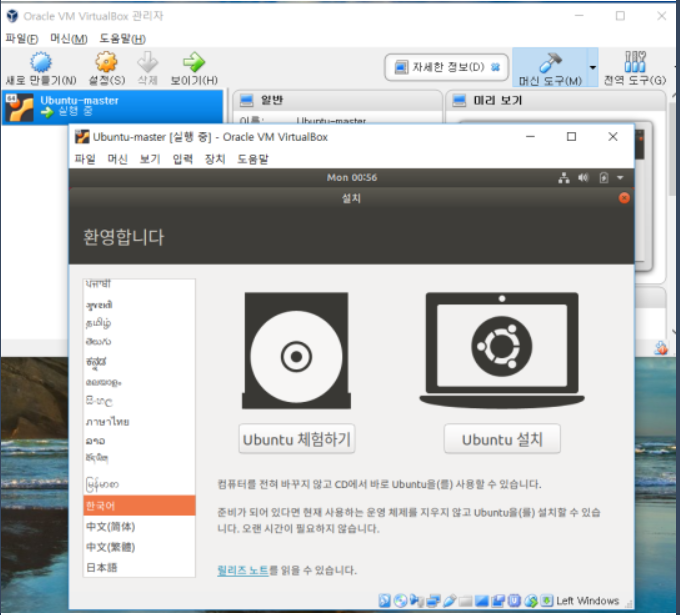 Oracle VM VirtualBox 관리자
파일(F) 머신(M) 도움말(H)
새로 만들기(N) 설정(S) 삭제 보이기(H)
자세한 정보(D) 머신 도구(M) 전역 도구(G)
64
Ubuntu-master
실행 중
일반
미리 보기
이름: Ubuntu-master
Ubuntu-master [실행 중] - Oracle VM VirtualBox
파일 머신 보기 입력 장치 도움말
Mon 00:56
설치
환영합니다
ਪੰਜਾਬੀ
ગુજરાતી
தமிழ்
తెలుగు
ಕನ್ನಡ
മലയാളം
සිංහල
ภาษาไทย
ລາວ
རྫོང་ཁ
မြန်မာစာ
한국어
中文(简体)
中文(繁體)
日本語
Ubuntu 체험하기
Ubuntu 설치
컴퓨터를 전혀 바꾸지 않고 CD에서 바로 Ubuntu을(를) 사용할 수 있습니다.
준비가 되어 있다면 현재 사용하는 운영 체제를 지우지 않고 Ubuntu을(를) 설치할 수 있습
니다. 오랜 시간이 필요하지 않습니다.
릴리즈 노트를 읽을 수 있습니다.
Left Windows